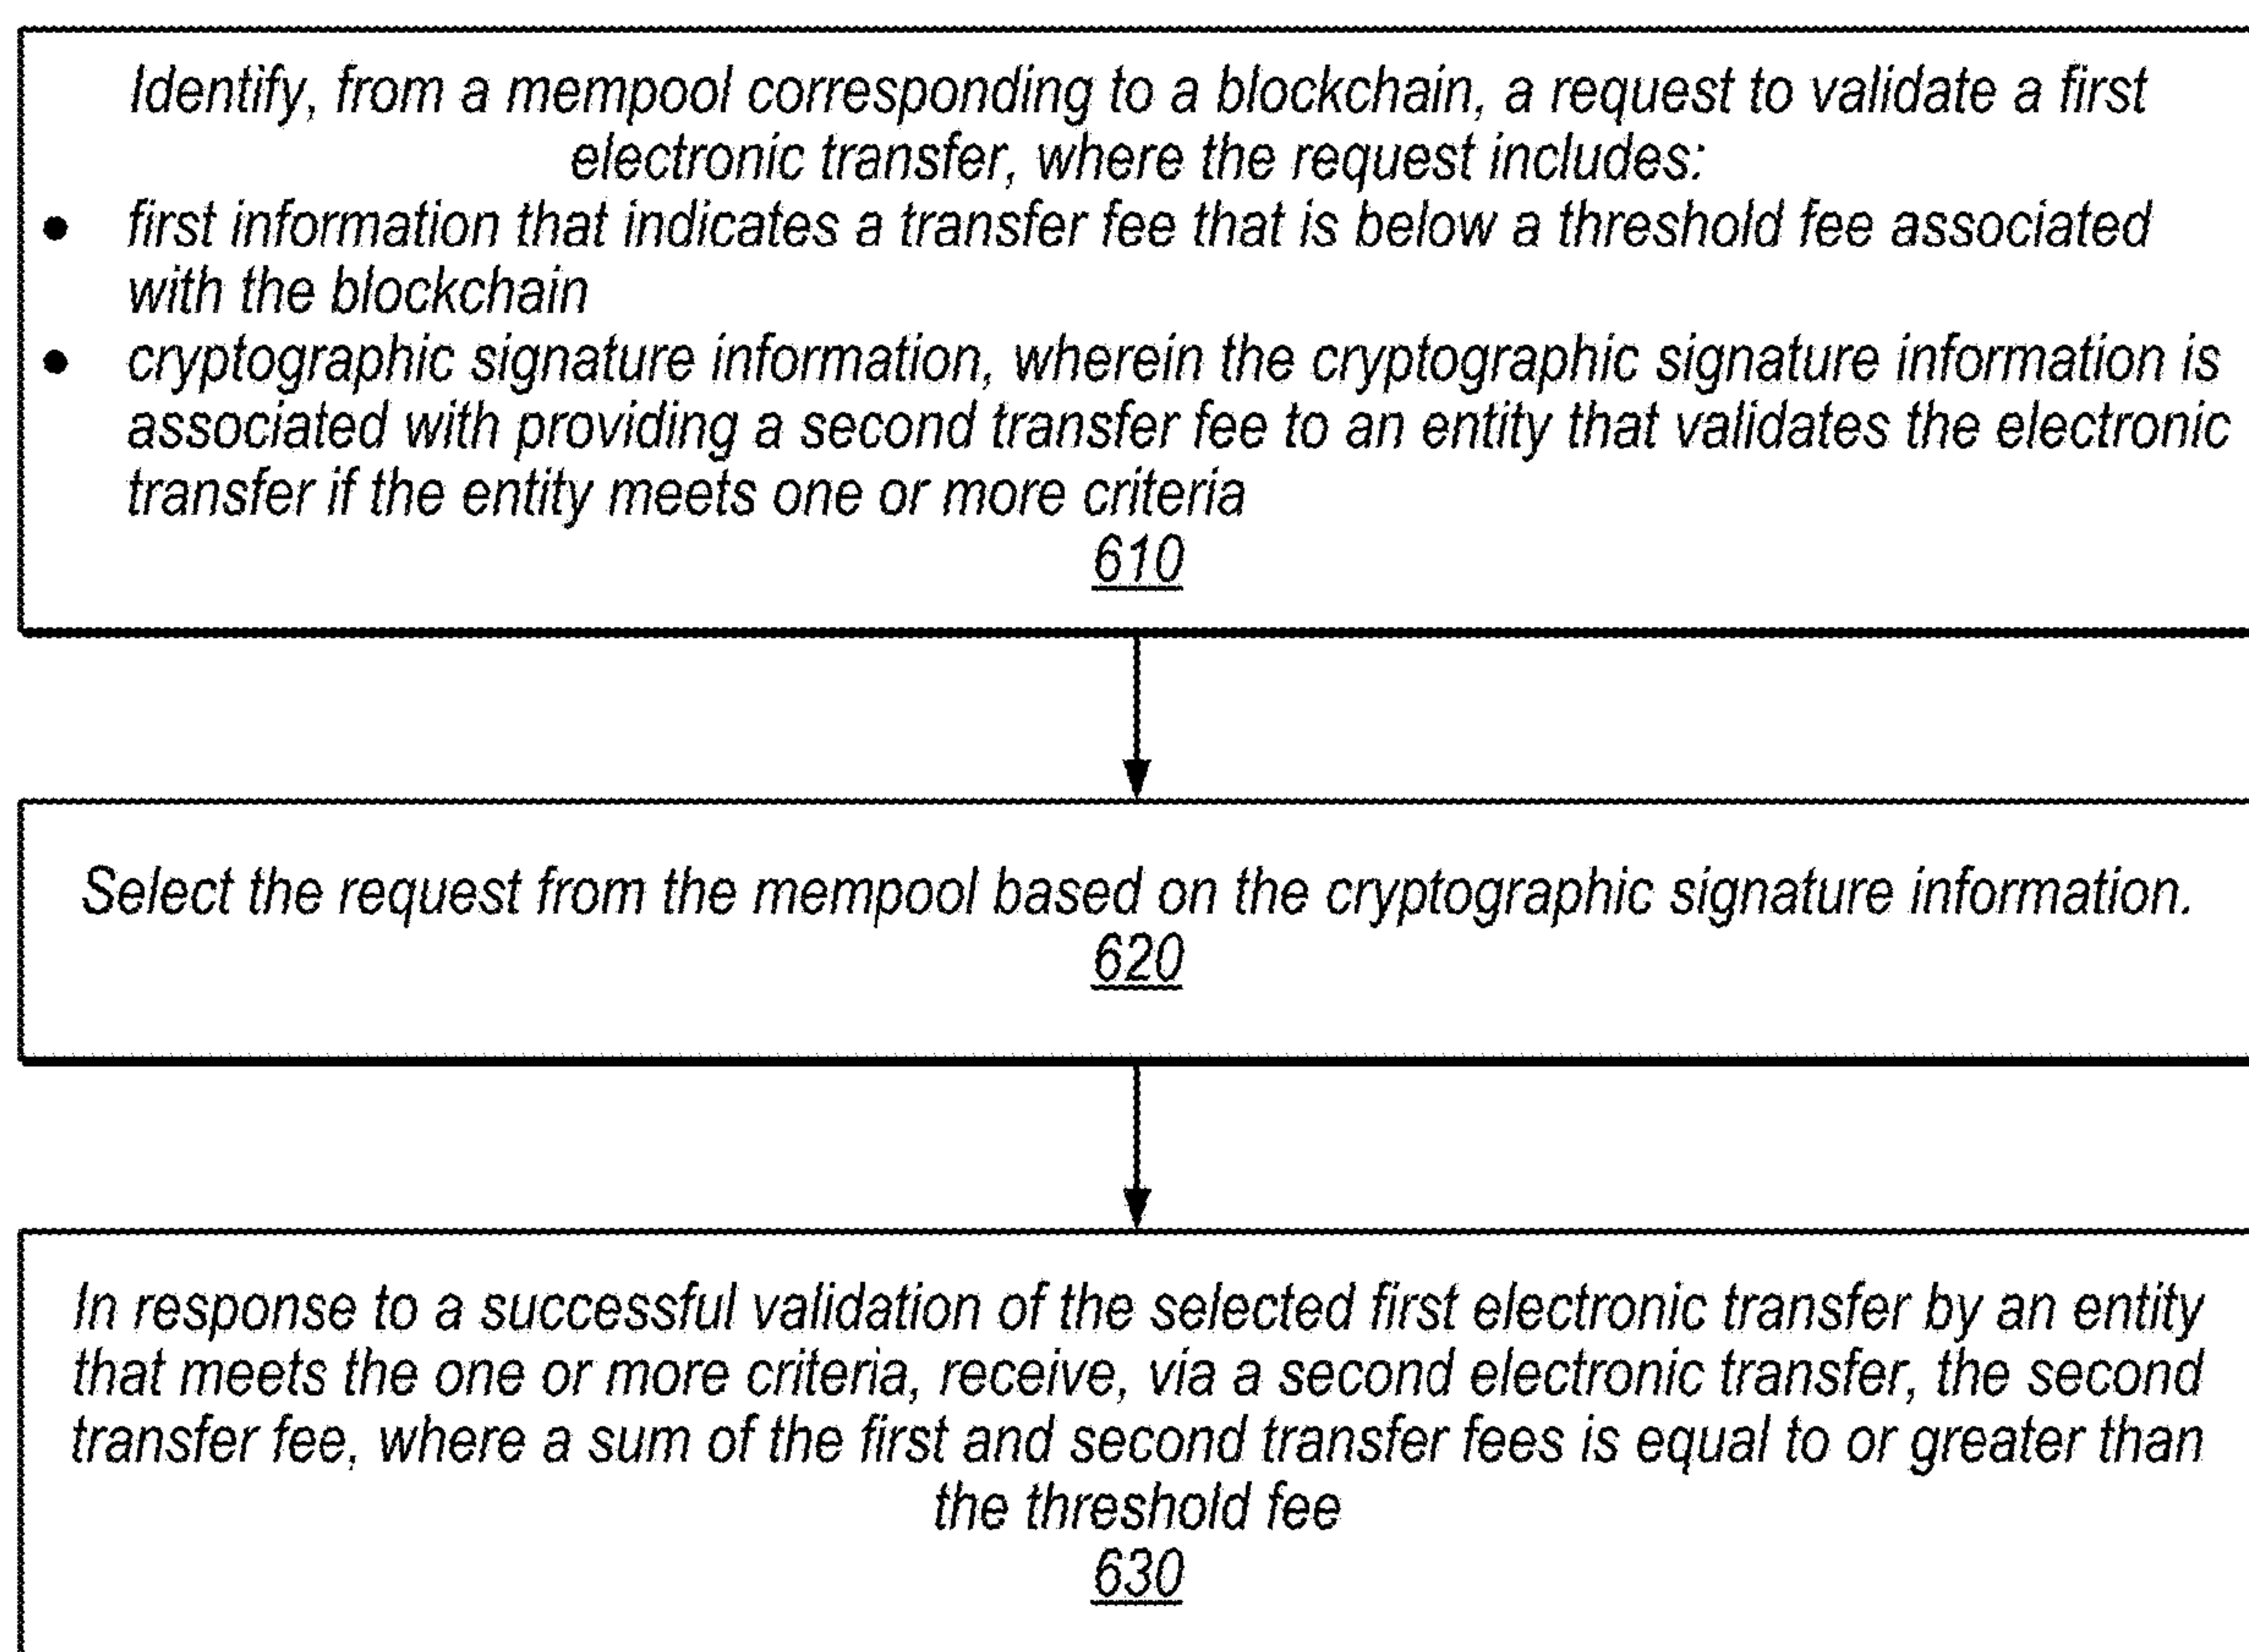 Identify, from a mempool corresponding to a blockchain, a request to validate a first
electronic transfer, where the request includes:
• first information that indicates a transfer fee that is below a threshold fee associated
with the blockchain
• cryptographic signature information, wherein the cryptographic signature information is
associated with providing a second transfer fee to an entity that validates the electronic
transfer if the entity meets one or more criteria
610
Select the request from the mempool based on the cryptographic signature information.
620
In response to a successful validation of the selected first electronic transfer by an entity
that meets the one or more criteria, receive, via a second electronic transfer, the second
transfer fee, where a sum of the first and second transfer fees is equal to or greater than
the threshold fee
630